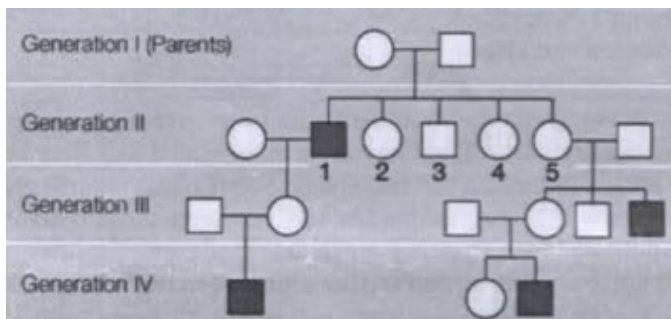 Generation I (Parents)
Generation II
1 2 3 4 5
Generation III
Generation IV